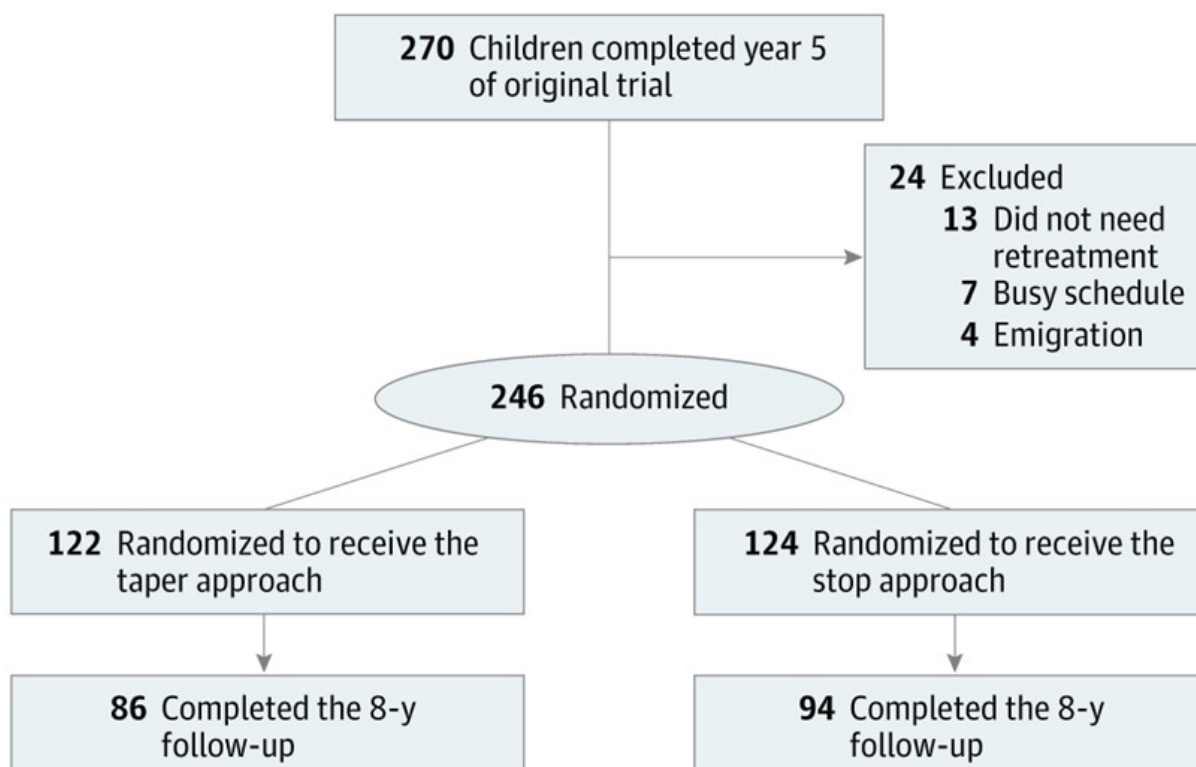 270 Children completed year 5
of original trial
24 Excluded
13 Did not need
retreatment
7 Busy schedule
4 Emigration
246 Randomized
122 Randomized to receive the
taper approach
124 Randomized to receive the
stop approach
86 Completed the 8-y
follow-up
94 Completed the 8-y
follow-up